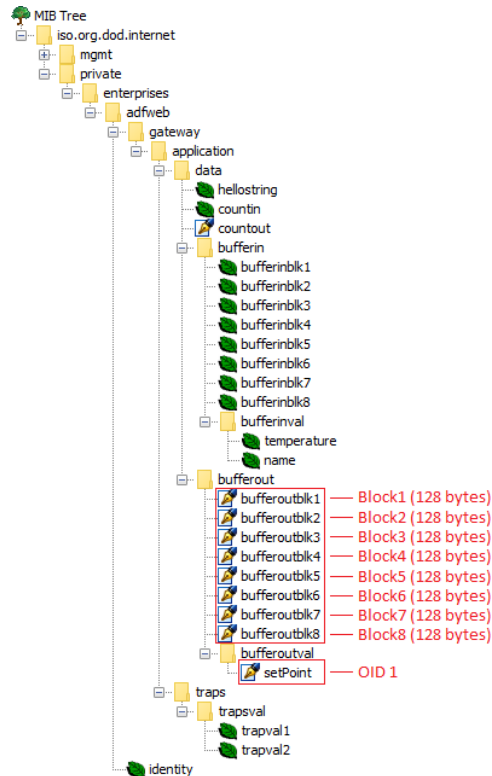 MIB Tree
iso.org.dod.internet
mgmt
private
enterprises
adfweb
gateway
application
data
hellostring
countin
countout
bufferin
bufferinblk1
bufferinblk2
bufferinblk3
bufferinblk4
bufferinblk5
bufferinblk6
bufferinblk7
bufferinblk8
bufferinval
temperature
name
bufferout
bufferoutblk1 Block1 (128 bytes)
bufferoutblk2 Block2 (128 bytes)
bufferoutblk3 Block3 (128 bytes)
bufferoutblk4 Block4 (128 bytes)
bufferoutblk5 Block5 (128 bytes)
bufferoutblk6 Block6 (128 bytes)
bufferoutblk7 Block7 (128 bytes)
bufferoutblk8 Block8 (128 bytes)
bufferoutval
setPoint OID 1
traps
trapsval
trapval1
trapval2
identity